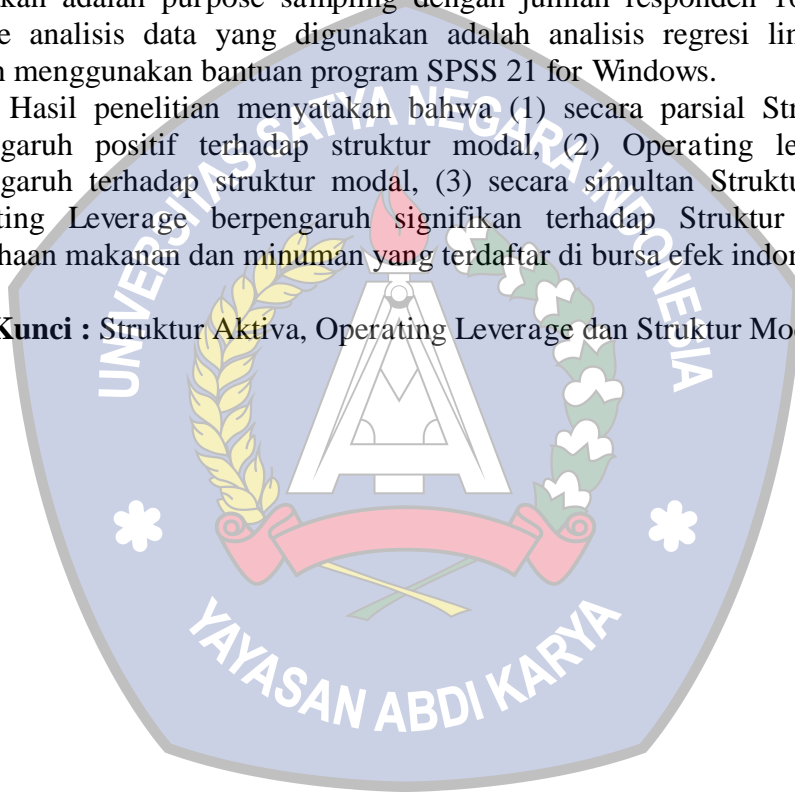 kan adalah purpose sampling dengan jumlah responden
e analisis data yang digunakan adalah analisis regresi lin
n menggunakan bantuan program SPSS 21 for Windows.
Hasil penelitian menyatakan bahwa (1) secara parsial Str
garuh positif terhadap struktur modal, (2) Operating le
garuh terhadap struktur modal, (3) secara simultan Struktu
ting Leverage berpengaruh signifikan terhadap Struktur
haan makanan dan minuman yang terdaftar di bursa efek indon
Kunci : Struktur Aktiva, Operating Leverage dan Struktur Mo
UNIVERSITAS SATYA NEGARA INDONESIA
YAYASAN ABDI KARYA